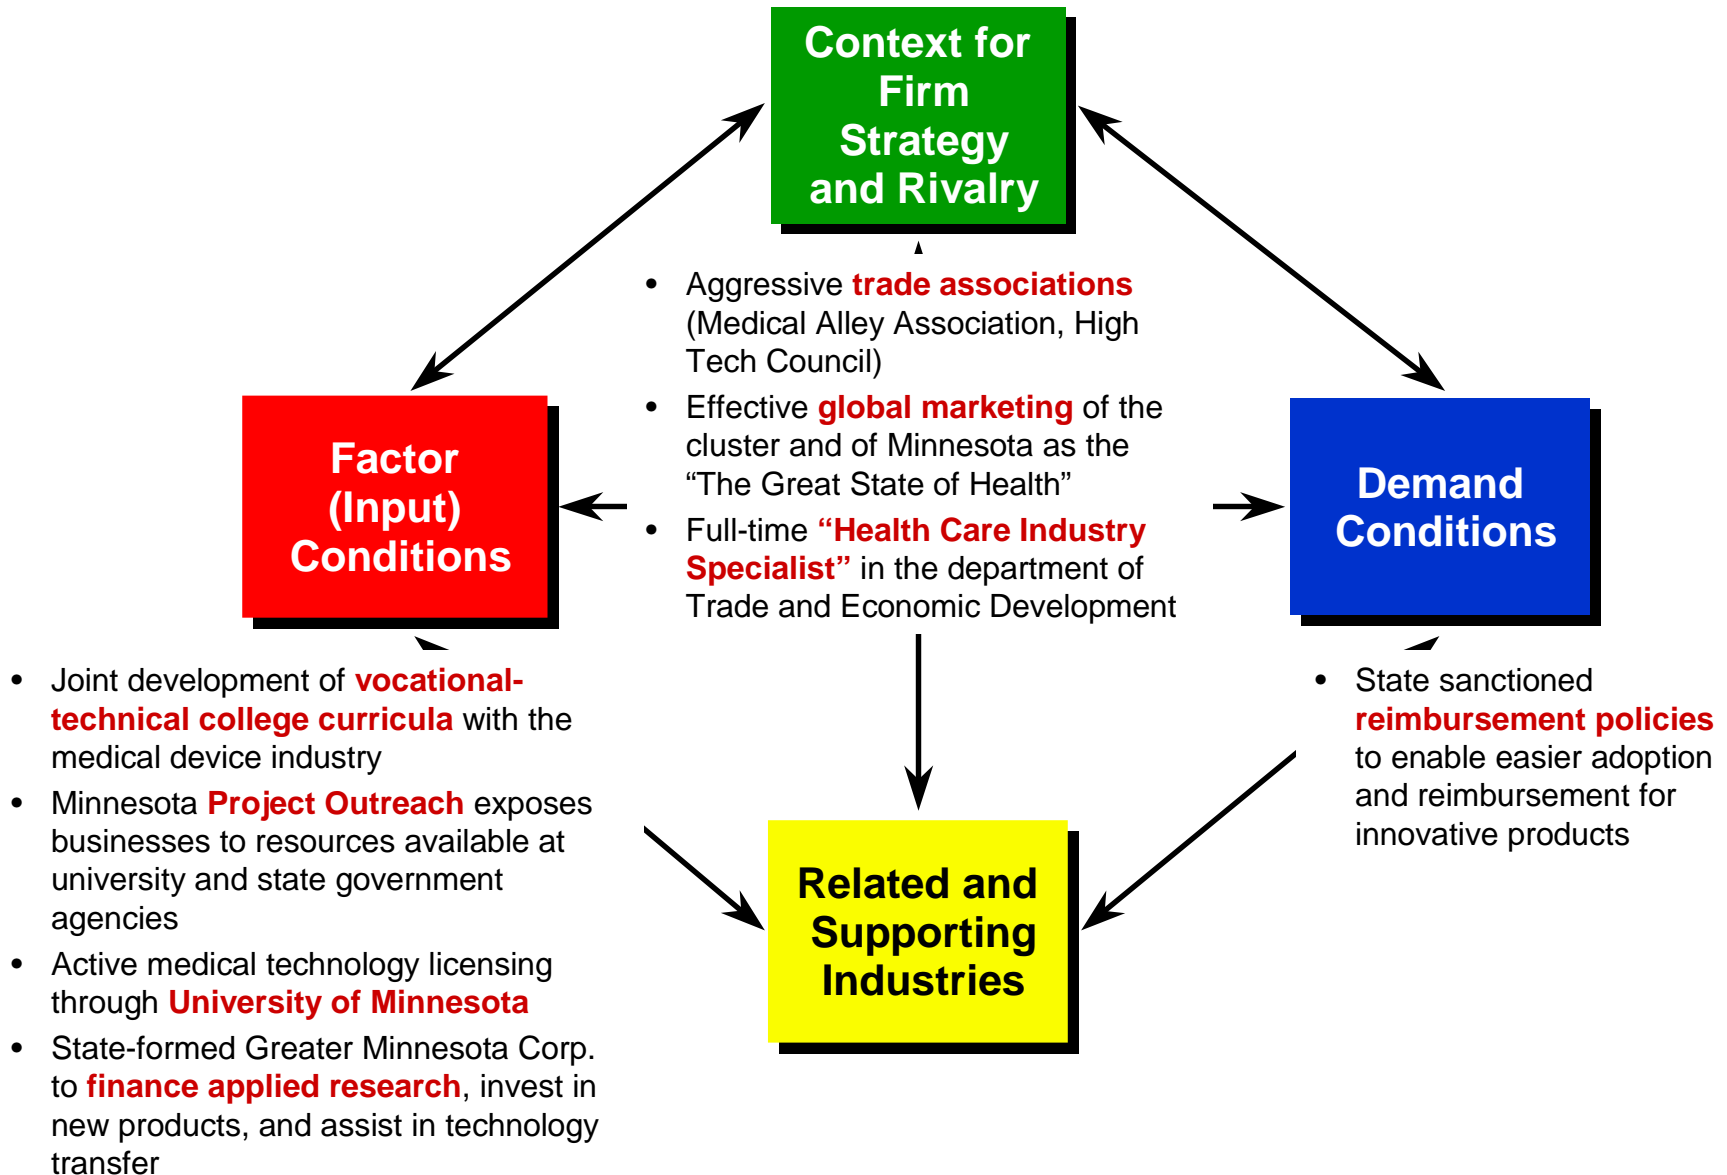 Context for
Firm
Strategy
and Rivalry
• Aggressive trade associations
(Medical Alley Association, High
Tech Council)
• Effective global marketing of the
cluster and of Minnesota as the
“The Great State of Health”
• Full-time “Health Care Industry
Specialist” in the department of
Trade and Economic Development
Factor
(Input)
Conditions
Demand
Conditions
• Joint development of vocational-
technical college curricula with the
medical device industry
• Minnesota Project Outreach exposes
businesses to resources available at
university and state government
agencies
• Active medical technology licensing
through University of Minnesota
• State-formed Greater Minnesota Corp.
to finance applied research, invest in
new products, and assist in technology
transfer
• State sanctioned
reimbursement policies
to enable easier adoption
and reimbursement for
innovative products
Related and
Supporting
Industries